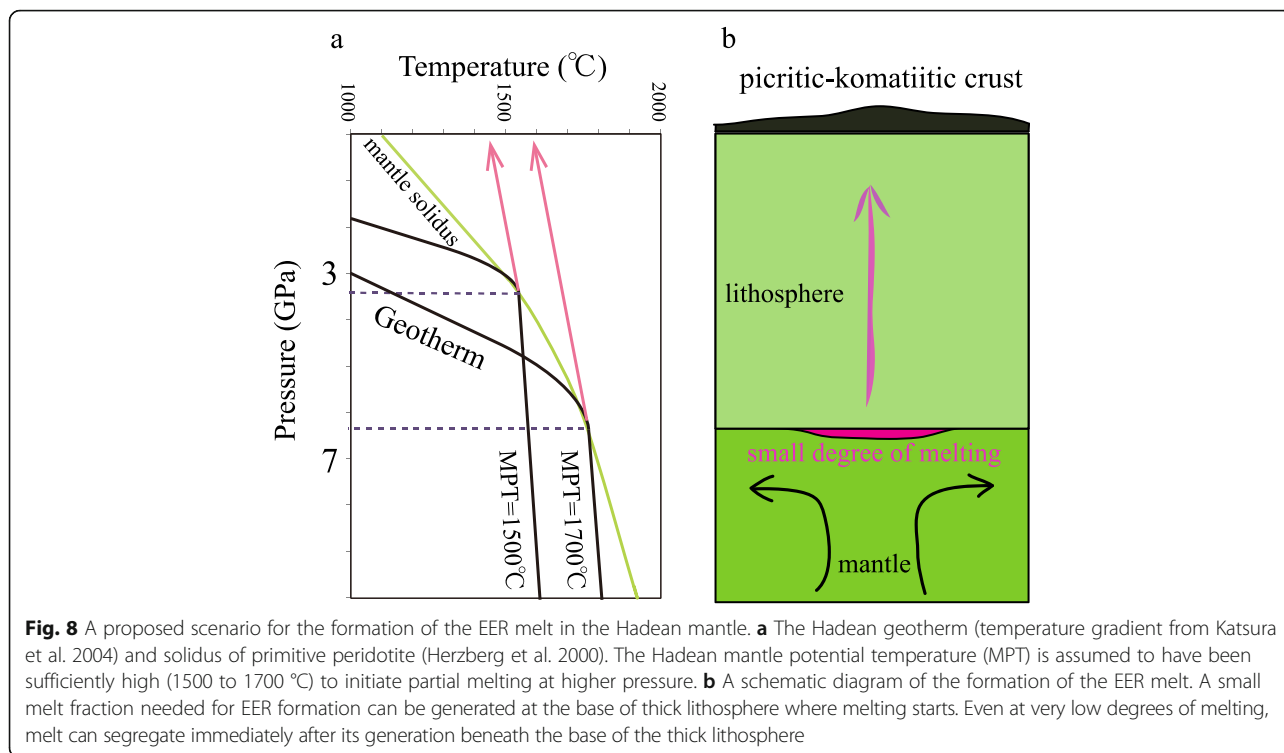 a
Temperature (℃)
1000
1500
2000
mantle solidus
3
Geotherm
Pressure (GPa)
7
MPT=1500℃
MPT=1700℃
b
picritic-komatiitic crust
lithosphere
small degree of melting
mantle
Fig. 8 A proposed scenario for the formation of the EER melt in the Hadean mantle. a The Hadean geotherm (temperature gradient from Katsura
et al. 2004) and solidus of primitive peridotite (Herzberg et al. 2000). The Hadean mantle potential temperature (MPT) is assumed to have been
sufficiently high (1500 to 1700 °C) to initiate partial melting at higher pressure. b A schematic diagram of the formation of the EER melt. A small
melt fraction needed for EER formation can be generated at the base of thick lithosphere where melting starts. Even at very low degrees of melting,
melt can segregate immediately after its generation beneath the base of the thick lithosphere